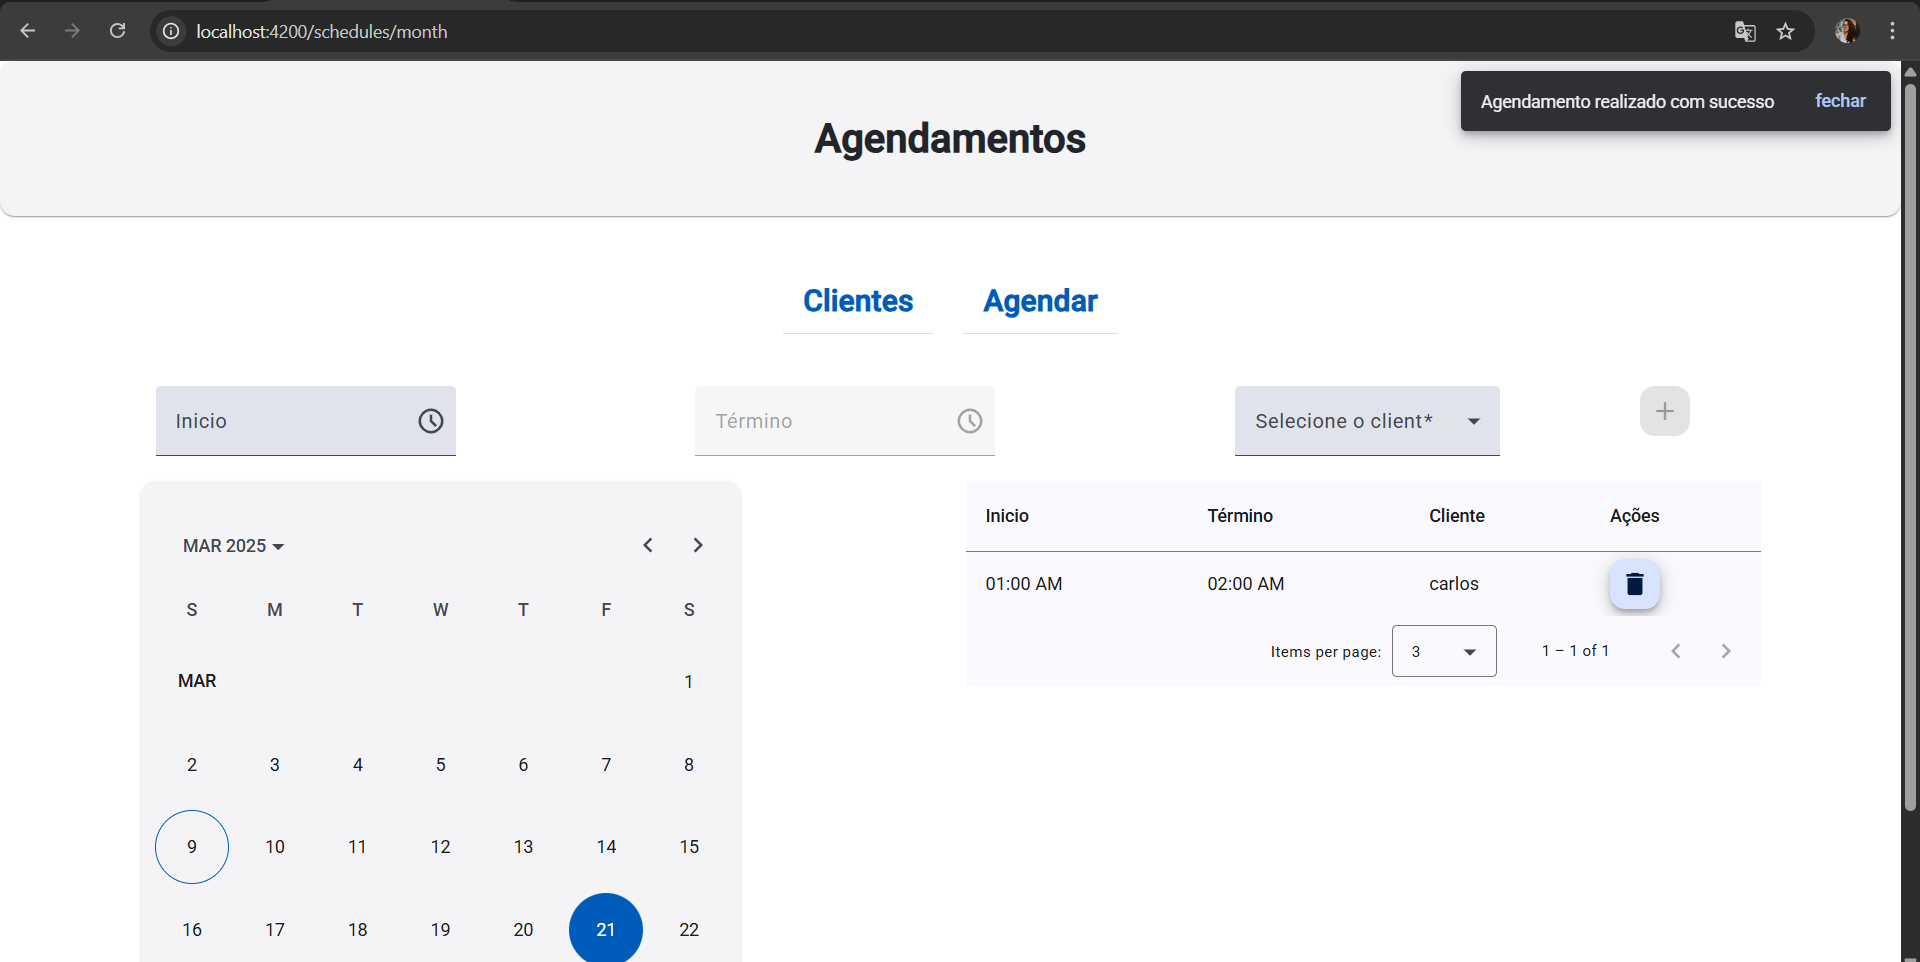 localhost:4200/schedules/month
Agendamento realizado com sucesso fechar
Agendamentos
Clientes Agendar
Inicio Término Selecione o client* +
MAR 2025
S M T W T F S
MAR 1
2 3 4 5 6 7 8
9 10 11 12 13 14 15
16 17 18 19 20 21 22
Inicio Término Cliente Ações
01:00 AM 02:00 AM carlos
Items per page: 3 1 – 1 of 1